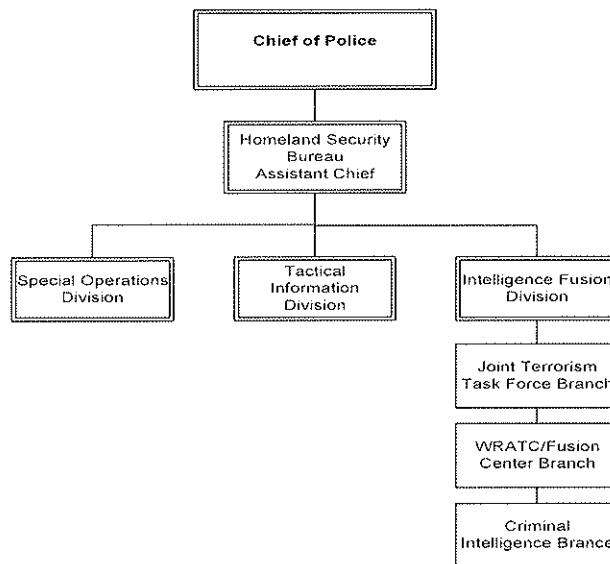 Chief of Police
Homeland Security
Bureau
Assistant Chief
Special Operations
Division
Tactical
Information
Division
Intelligence Fusion
Division
Joint Terrorism
Task Force Branch
WRATC/Fusion
Center Branch
Criminal
Intelligence Brance